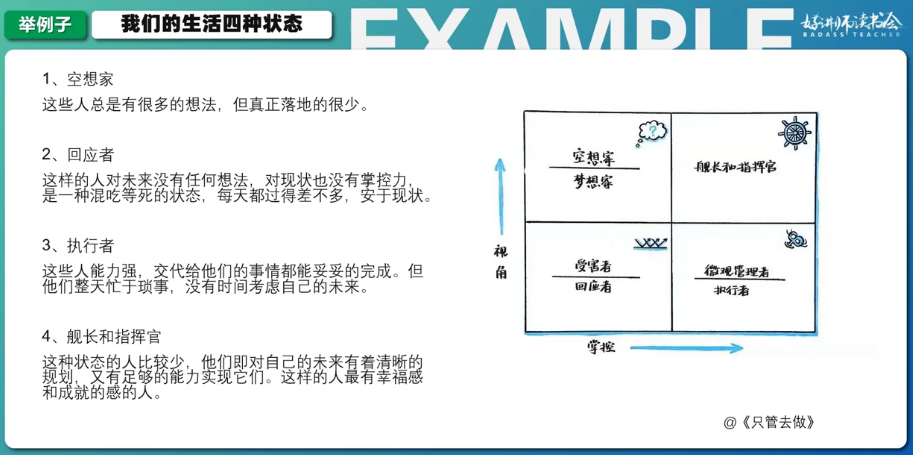 举例子
我们的生活四种状态
EXAMPLE
好讲师读书会
BADASS TEACHER
1、空想家
这些人总是有很多的想法，但真正落地的很少。
2、回应者
这样的人对未来没有任何想法，对现状也没有掌控力，
是一种混吃等死的状态，每天都过得差不多，安于现状。
3、执行者
这些人能力强，交代给他们的事情都能妥妥的完成。但
他们整天忙于琐事，没有时间考虑自己的未来。
4、舰长和指挥官
这种状态的人比较少，他们即对自己的未来有着清晰的
规划，又有足够的能力实现它们。这样的人最有幸福感
和成就的感的人。
?
空想家
梦想家
舰长和指挥官
视角
受害者
回应者
微观管理者
执行者
掌控
@《只管去做》